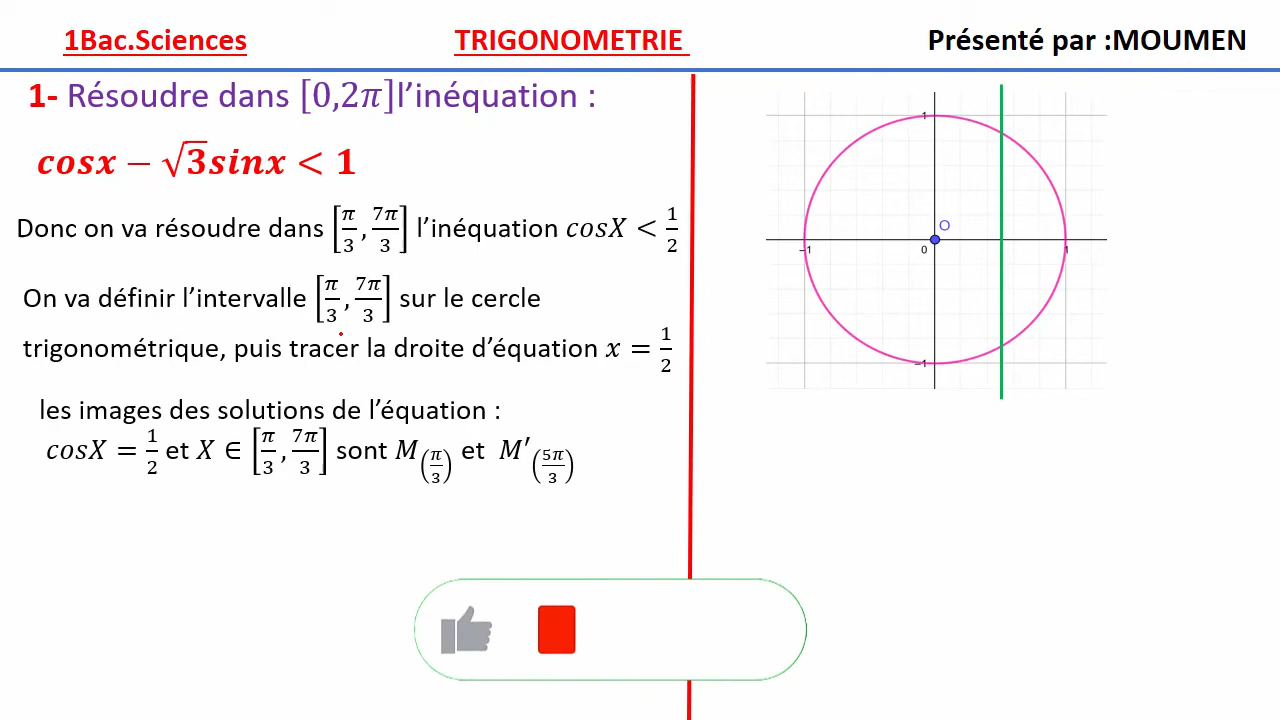 1Bac.Sciences TRIGONOMETRIE Présenté par :MOUMEN
1- Résoudre dans [0,2π]l’inéquation :
cosx − √3sinx < 1
Donc on va résoudre dans [π/3, 7π/3] l’inéquation cosX < 1/2
On va définir l’intervalle [π/3, 7π/3] sur le cercle
trigonométrique, puis tracer la droite d’équation x = 1/2
les images des solutions de l’équation :
cosX = 1/2 et X ∈ [π/3, 7π/3] sont M(π/3) et M′(5π/3)
1
O
−1 0 1
−1